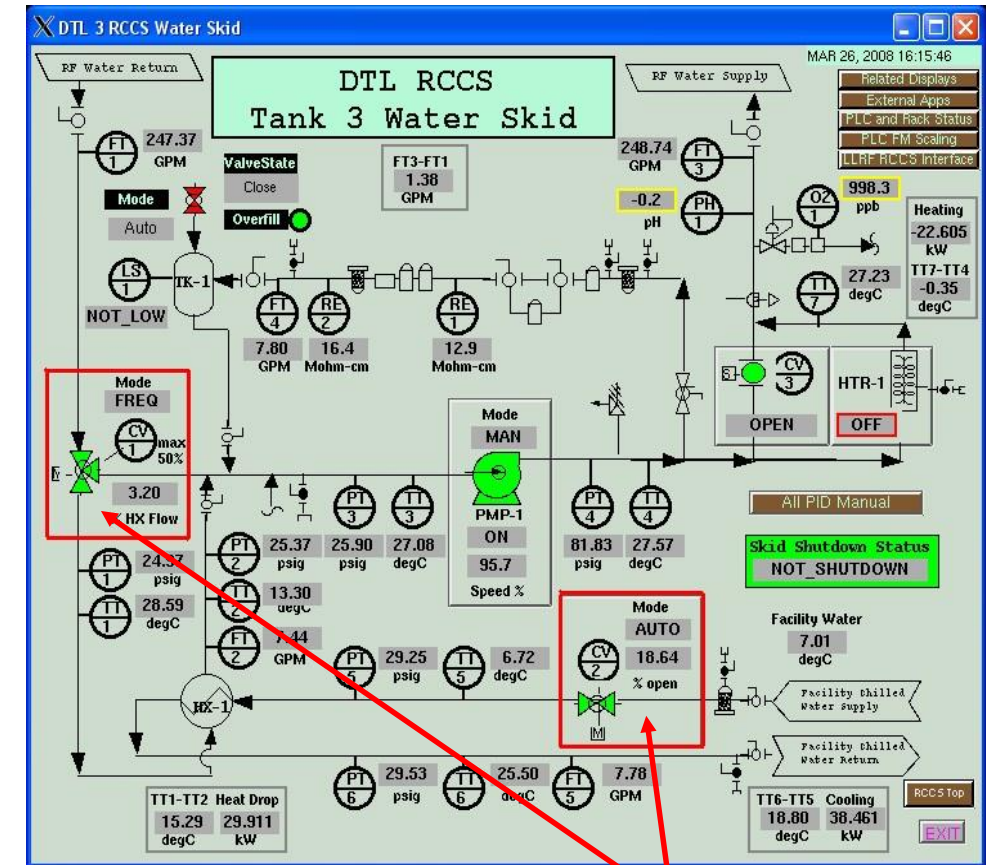 DTL 3 RCCS Water Skid
MAR 26, 2008 16:15:46
RF Water Return
DTL RCCS
Tank 3 Water Skid
RF Water Supply
Related Displays
External Apps
PLC and Rack Status
PLC FM Scaling
LLRF RCCS Interface
FT
1
247.37
GPM
ValveState
Close
FT3-FT1
1.38
GPM
248.74
GPM
FT
3
Mode
Auto
Overfill
-0.2
pH
PH
1
O2
1
998.3
ppb
Heating
-22.605
kW
TT7-TT4
-0.35
degC
LS
1
NOT_LOW
TK-1
FT
4
7.80
GPM
RE
2
16.4
Mohm-cm
RE
1
12.9
Mohm-cm
TT
7
27.23
degC
Mode
FREQ
CV
1
max
50%
3.20
HX Flow
Mode
MAN
PMP-1
ON
95.7
Speed %
S
CV
3
OPEN
HTR-1
OFF
PT
3
25.90
psig
TT
3
27.08
degC
PT
4
81.83
psig
TT
4
27.57
degC
All PID Manual
Skid Shutdown Status
NOT_SHUTDOWN
PT
1
psig
TT
1
28.59
degC
PT
2
25.37
psig
TT
2
13.30
degC
FT
2
7.44
GPM
Mode
AUTO
CV
2
18.64
% open
M
Facility Water
7.01
degC
PT
5
29.25
psig
TT
5
6.72
degC
HX-1
Facility Chilled
Water Supply
Facility Chilled
Water Return
PT
6
29.53
psig
TT
6
25.50
degC
FT
5
7.78
GPM
TT1-TT2 Heat Drop
15.29 29.911
degC kW
TT6-TT5 Cooling
18.80 38.461
degC kW
RCCS Top
EXIT